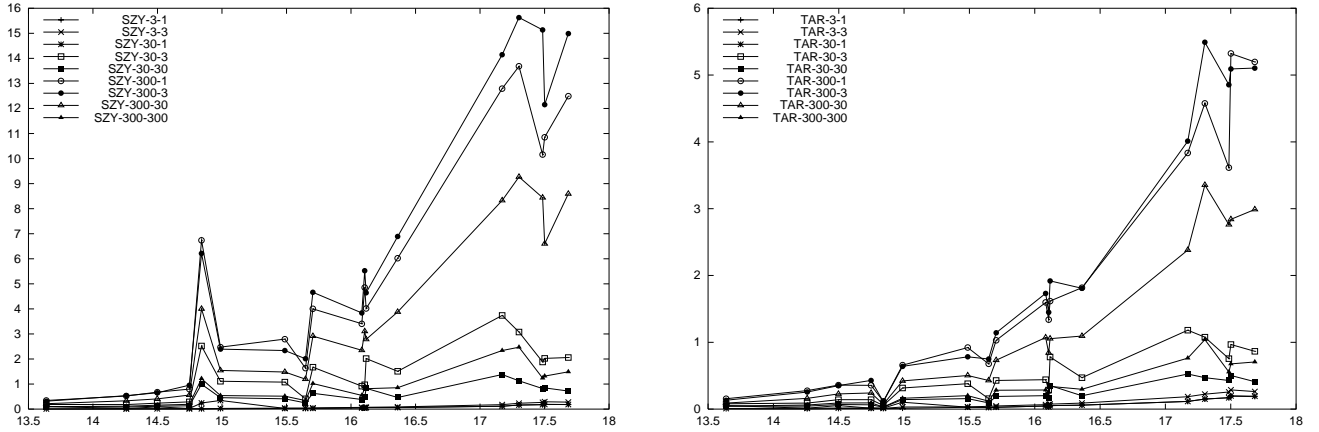 16
15
14
13
12
11
10
9
8
7
6
5
4
3
2
1
0
13.5
14
14.5
15
15.5
16
16.5
17
17.5
18
SZY-3-1
SZY-3-3
SZY-30-1
SZY-30-3
SZY-30-30
SZY-300-1
SZY-300-3
SZY-300-30
SZY-300-300
6
5
4
3
2
1
0
13.5
14
14.5
15
15.5
16
16.5
17
17.5
18
TAR-3-1
TAR-3-3
TAR-30-1
TAR-30-3
TAR-30-30
TAR-300-1
TAR-300-3
TAR-300-30
TAR-300-300